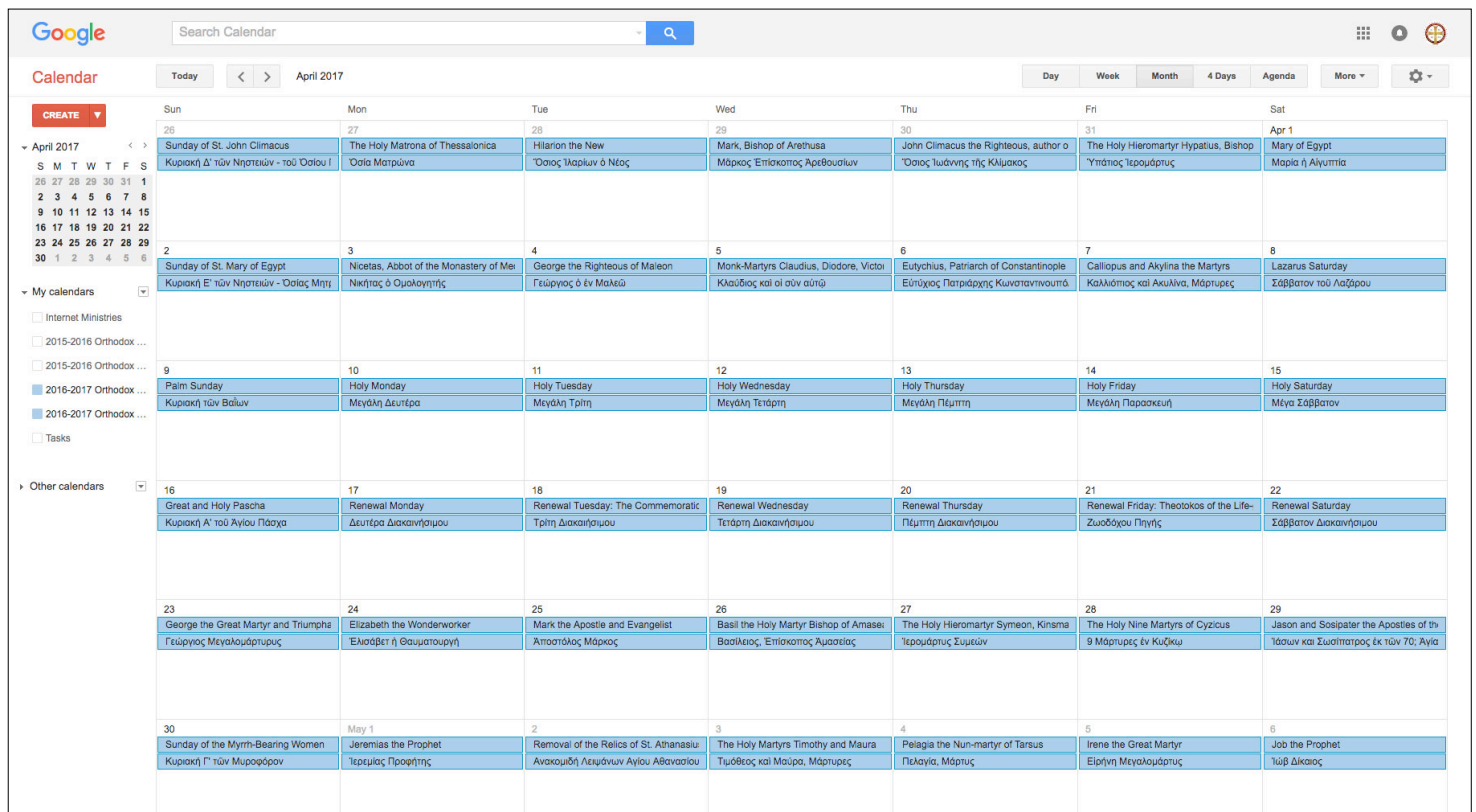 Google
Search Calendar
Calendar
Today
April 2017
Day Week Month 4 Days Agenda
More
CREATE
April 2017
S M T W T F S
26 27 28 29 30 31 1
2 3 4 5 6 7 8
9 10 11 12 13 14 15
16 17 18 19 20 21 22
23 24 25 26 27 28 29
30 1 2 3 4 5 6
My calendars
Internet Ministries
2015-2016 Orthodox ...
2015-2016 Orthodox ...
2016-2017 Orthodox ...
2016-2017 Orthodox ...
Tasks
Other calendars
Sun Mon Tue Wed Thu Fri Sat
26 27 28 29 30 31 Apr 1
Sunday of St. John Climacus The Holy Matrona of Thessalonica Hilarion the New Mark, Bishop of Arethusa John Climacus the Righteous, author o The Holy Hieromartyr Hypatius, Bishop Mary of Egypt
Κυριακή Δ' τῶν Νηστειών - τοῦ Ὁσίου Ὁσία Ματρώνα Ὅσιος Ἰλαρίων ὁ Νέος Μᾶρκος Ἐπίσκοπος Ἀρεθουσίων Ὅσιος Ἰωάννης τῆς Κλίμακος Ὑπάτιος Ἱερομάρτυς Μαρία ἡ Αἰγυπτία
2 3 4 5 6 7 8
Sunday of St. Mary of Egypt Nicetas, Abbot of the Monastery of Me George the Righteous of Maleon Monk-Martyrs Claudius, Diodore, Victo Eutychius, Patriarch of Constantinople Calliopus and Akylina the Martyrs Lazarus Saturday
Κυριακή Ε' τῶν Νηστειών - Ὁσίας Μητρ Νικήτας ὁ Ομολογητής Γεώργιος ὁ ἐν Μαλεῶ Κλαύδιος καὶ οἱ σὺν αὐτῷ Εὐτύχιος Πατριάρχης Κωνσταντινουπό Καλλιόπιος καὶ Ακυλίνα, Μάρτυρες Σάββατον τοῦ Λαζάρου
9 10 11 12 13 14 15
Palm Sunday Holy Monday Holy Tuesday Holy Wednesday Holy Thursday Holy Friday Holy Saturday
Κυριακή τῶν Βαΐων Μεγάλη Δευτέρα Μεγάλη Τρίτη Μεγάλη Τετάρτη Μεγάλη Πέμπτη Μεγάλη Παρασκευή Μέγα Σάββατον
16 17 18 19 20 21 22
Great and Holy Pascha Renewal Monday Renewal Tuesday: The Commemoratio Renewal Wednesday Renewal Thursday Renewal Friday: Theotokos of the Life- Renewal Saturday
Κυριακή Α' τοῦ Ἁγίου Πάσχα Δευτέρα Διακαινήσιμου Τρίτη Διακαιήσιμου Τετάρτη Διακαινήσιμου Πέμπτη Διακαινήσιμου Ζωοδόχου Πηγής Σάββατον Διακαινήσιμου
23 24 25 26 27 28 29
George the Great Martyr and Triumpha Elizabeth the Wonderworker Mark the Apostle and Evangelist Basil the Holy Martyr Bishop of Amasea The Holy Hieromartyr Symeon, Kinsma The Holy Nine Martyrs of Cyzicus Jason and Sosipater the Apostles of th
Γεώργιος Μεγαλομάρτυρυς Ἐλισάβετ ἡ Θαυματουργή Ἀποστόλος Μάρκος Βασίλειος, Ἐπίσκοπος Ἀμασείας Ἱερομάρτυς Συμεών 9 Μάρτυρες ἐν Κυζίκῳ Ἰάσων και Σωσίπατρος ἐκ τῶν 70; Ἁγία
30 May 1 2 3 4 5 6
Sunday of the Myrrh-Bearing Women Jeremias the Prophet Removal of the Relics of St. Athanasiu The Holy Martyrs Timothy and Maura Pelagia the Nun-martyr of Tarsus Irene the Great Martyr Job the Prophet
Κυριακή Γ' τῶν Μυροφόρον Ἱερεμίας Προφήτης Ανακομιδή Λειψάνων Αγίου Αθανασίου Τιμόθεος καὶ Μαύρα, Μάρτυρες Πελαγία, Μάρτυς Εἰρήνη Μεγαλομάρτυς Ἰὼβ Δίκαιος